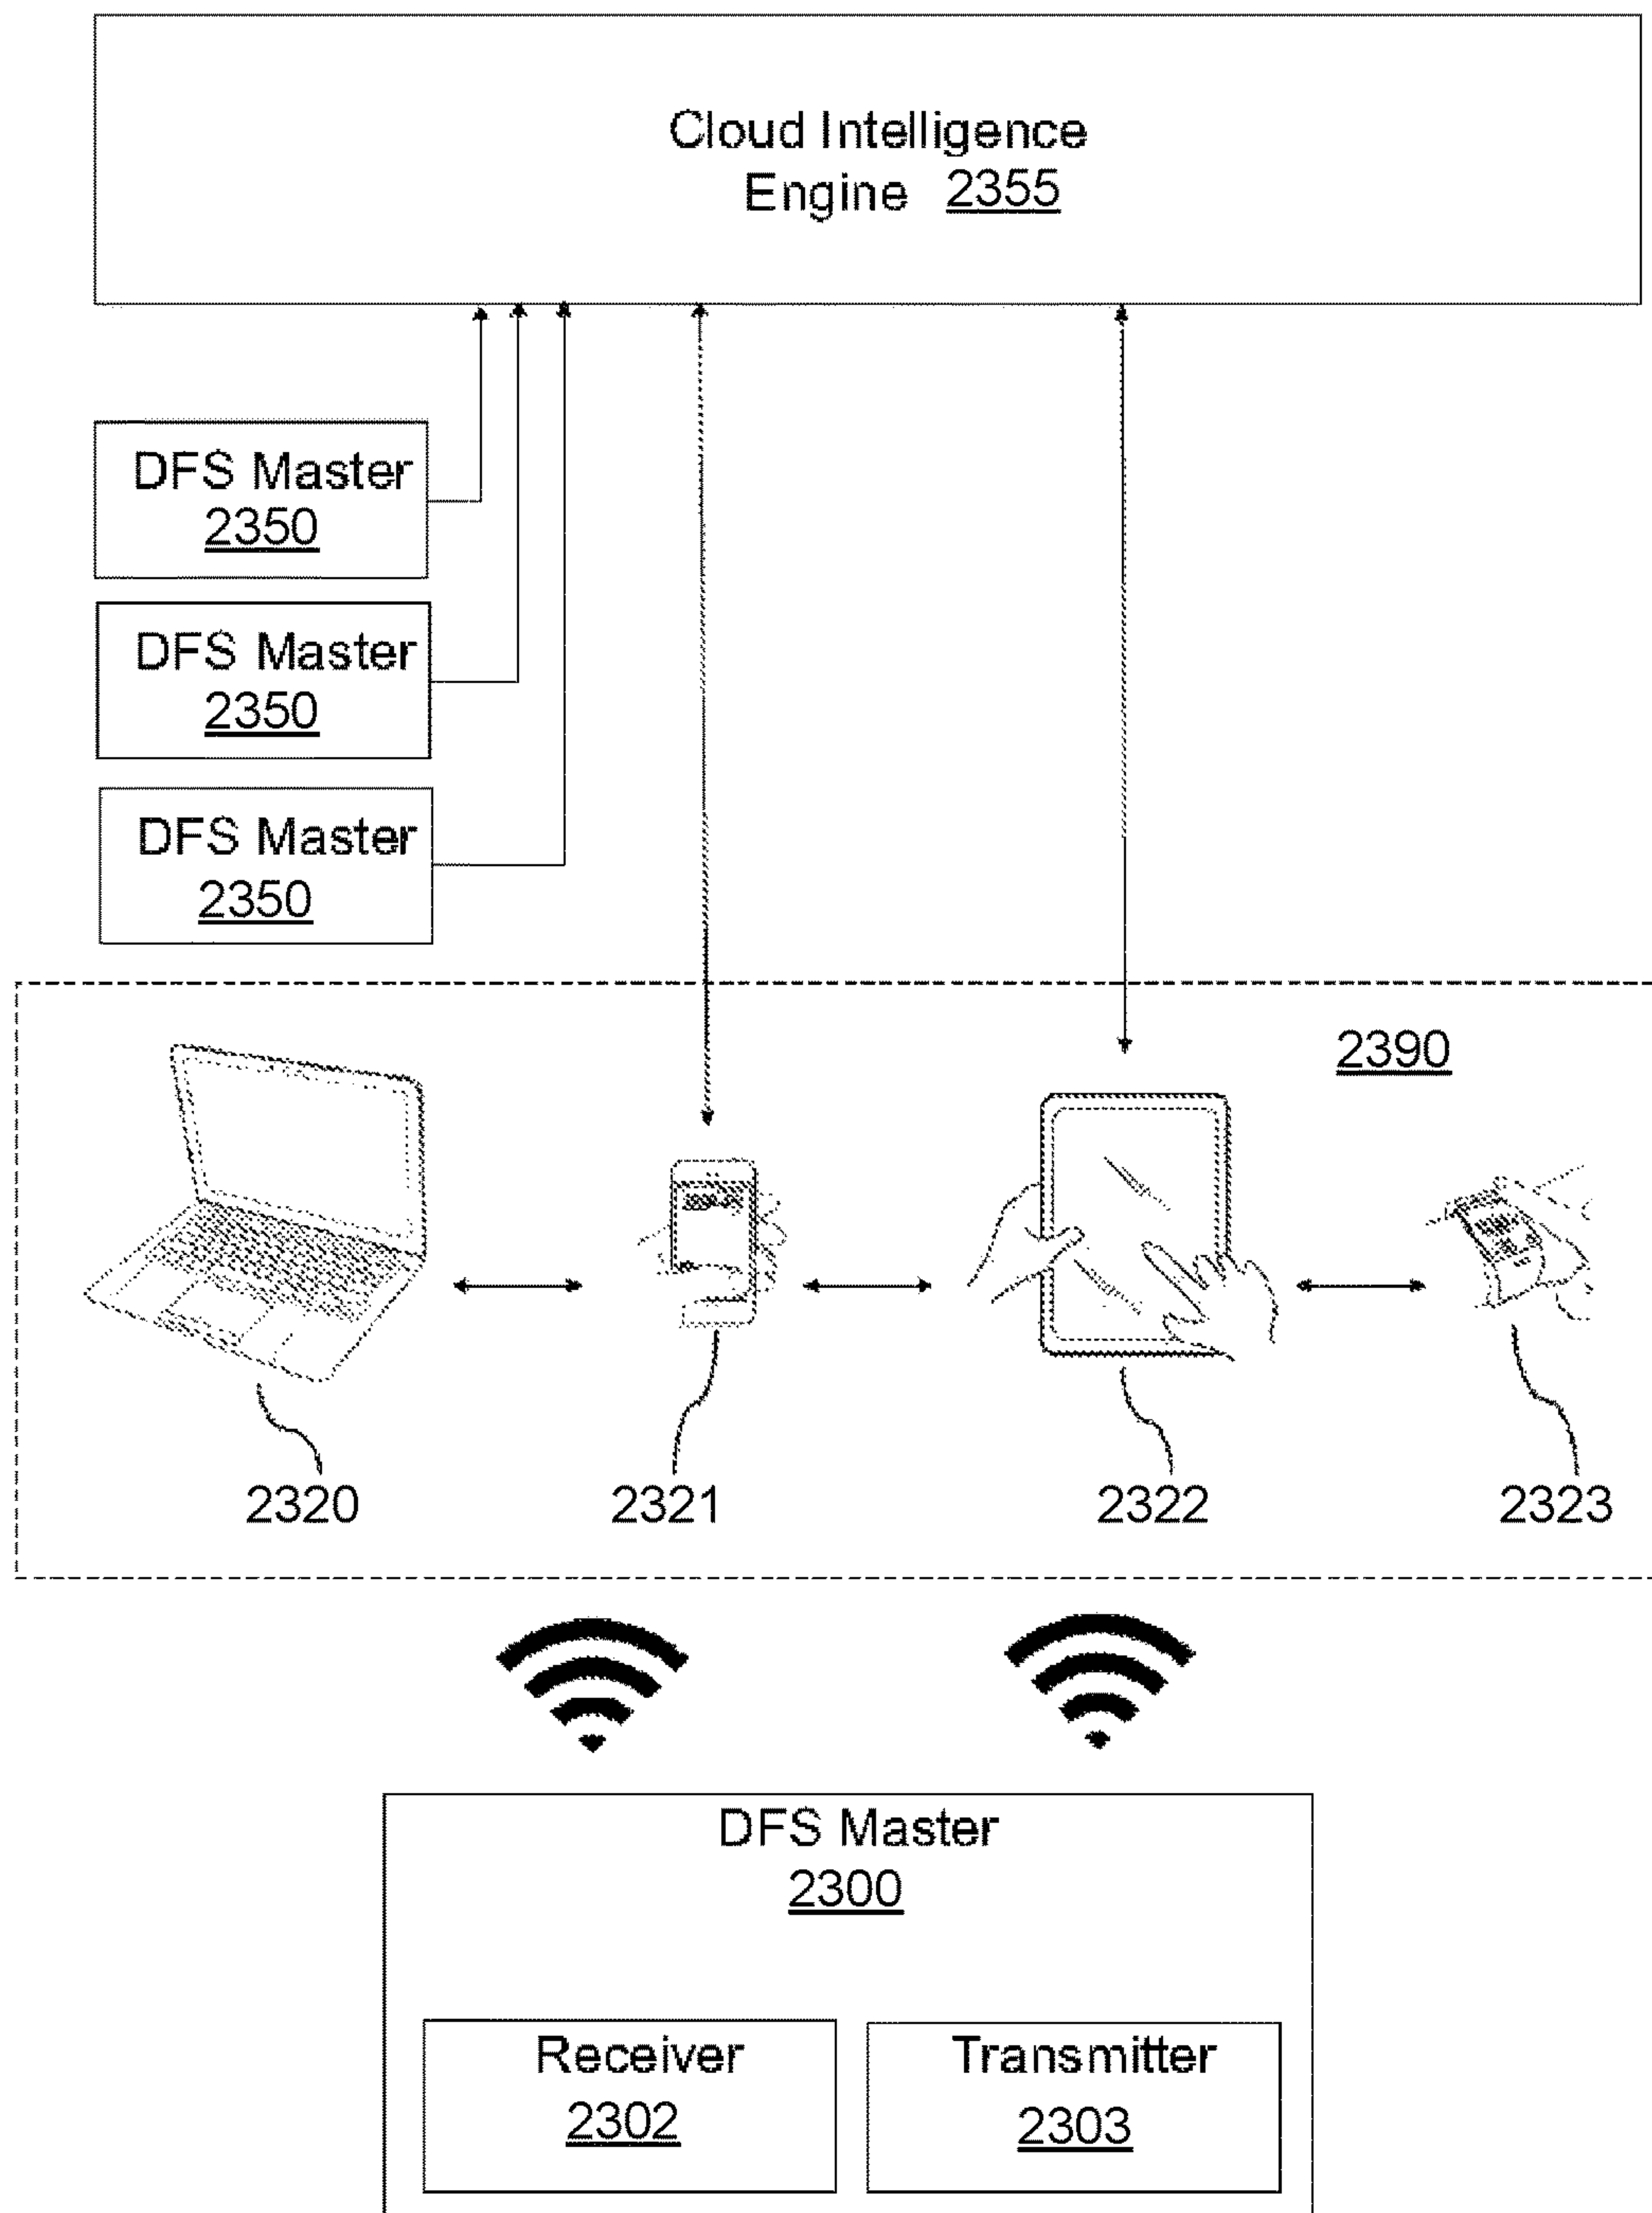 Cloud Intelligence
Engine 2355
DFS Master
2350
DFS Master
2350
DFS Master
2350
2390
2320
2321
2322
2323
DFS Master
2300
Receiver
2302
Transmitter
2303